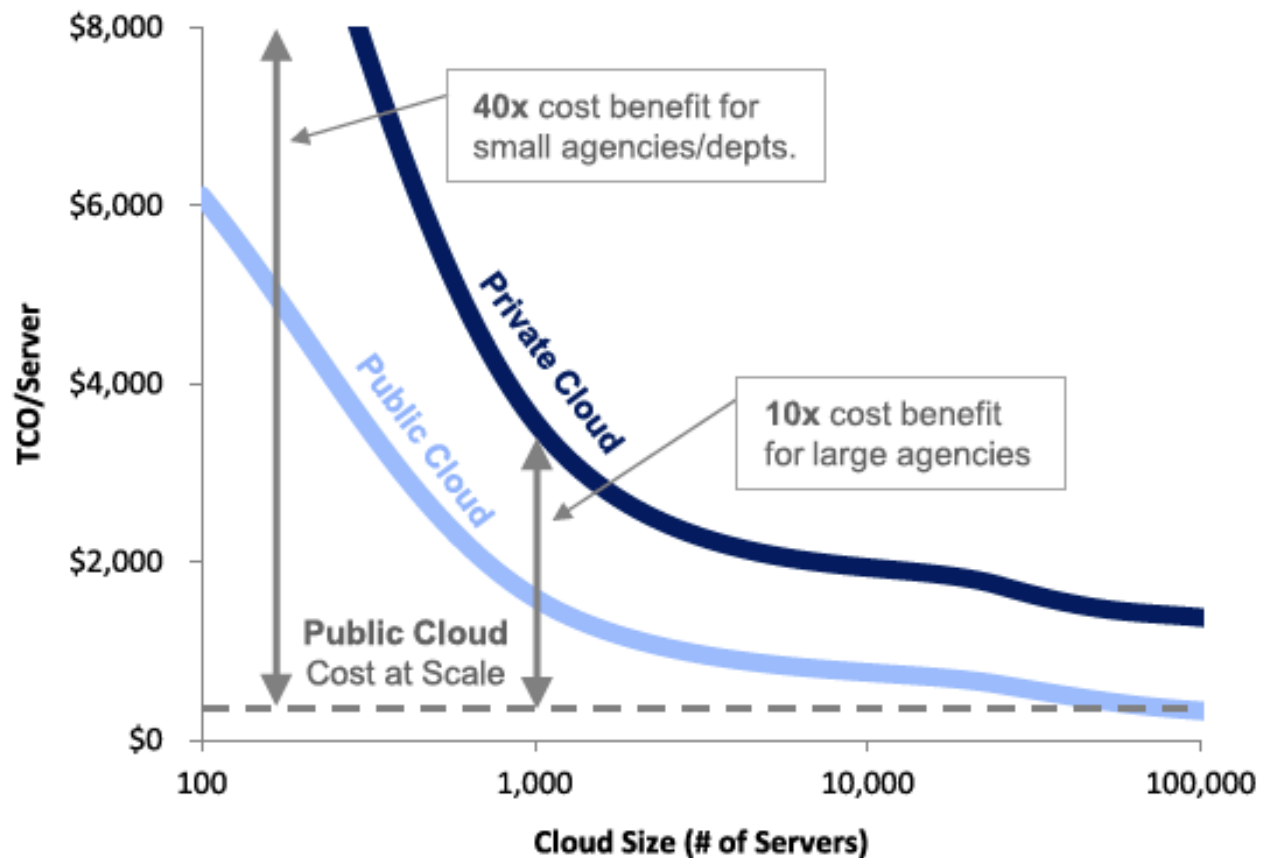 $8,000
40x cost benefit for
small agencies/depts.
$6,000
Private Cloud
Public Cloud
TCO/Server
$4,000
10x cost benefit
for large agencies
$2,000
Public Cloud
Cost at Scale
$0
100
1,000
10,000
100,000
Cloud Size (# of Servers)